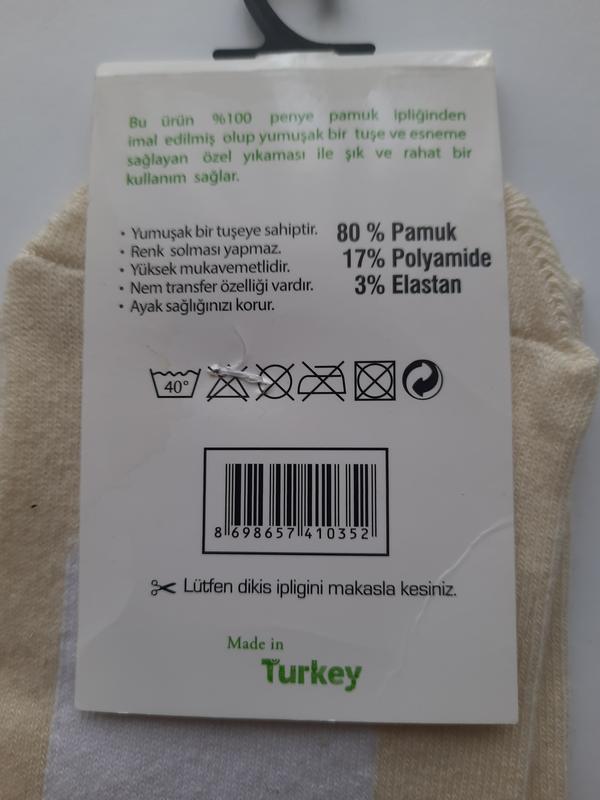 Bu ürün %100 penye pamuk ipliğinden
imal edilmiş olup yumuşak bir tuşe ve esneme
sağlayan özel yıkaması ile şık ve rahat bir
kullanım sağlar.
• Yumuşak bir tuşeye sahiptir.
• Renk solması yapmaz.
• Yüksek mukavemetlidir.
• Nem transfer özelliği vardır.
• Ayak sağlığınızı korur.
80 % Pamuk
17% Polyamide
3% Elastan
40°
8 698657 410352
Lütfen dikis ipligini makasla kesiniz.
Made in
Turkey